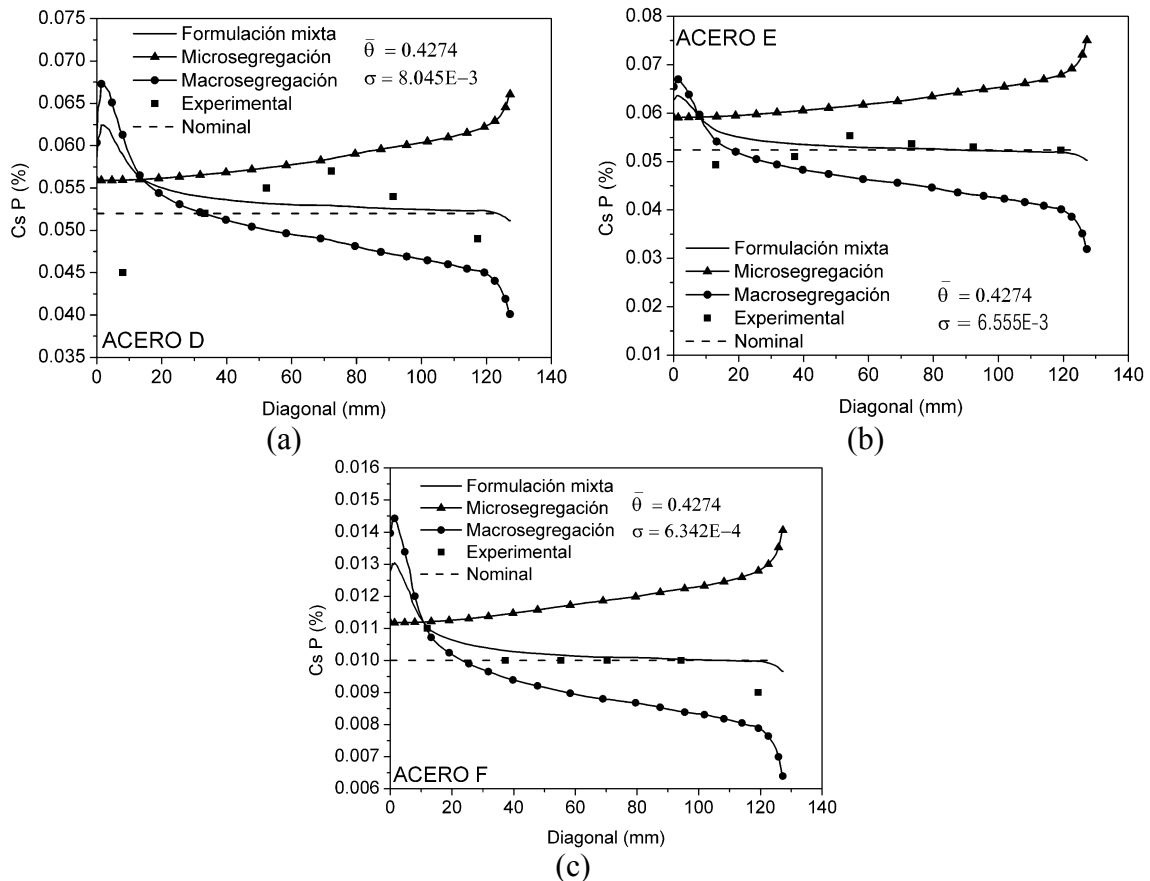 0.075
0.070
0.065
0.060
0.055
0.050
0.045
0.040
0.035
Cs P (%)
Formulación mixta
Microsegregación
Macrosegregación
Experimental
Nominal
θ̄ = 0.4274
σ = 8.045E−3
ACERO D
0 20 40 60 80 100 120 140
Diagonal (mm)
(a)
0.08
0.07
0.06
0.05
0.04
0.03
0.02
0.01
Cs P (%)
ACERO E
Formulación mixta
Microsegregación
Macrosegregación
Experimental
Nominal
θ̄ = 0.4274
σ = 6.555E-3
0 20 40 60 80 100 120 140
Diagonal (mm)
(b)
0.016
0.015
0.014
0.013
0.012
0.011
0.010
0.009
0.008
0.007
0.006
Cs P (%)
Formulación mixta
Microsegregación
Macrosegregación
Experimental
Nominal
θ̄ = 0.4274
σ = 6.342E−4
ACERO F
0 20 40 60 80 100 120 140
Diagonal (mm)
(c)